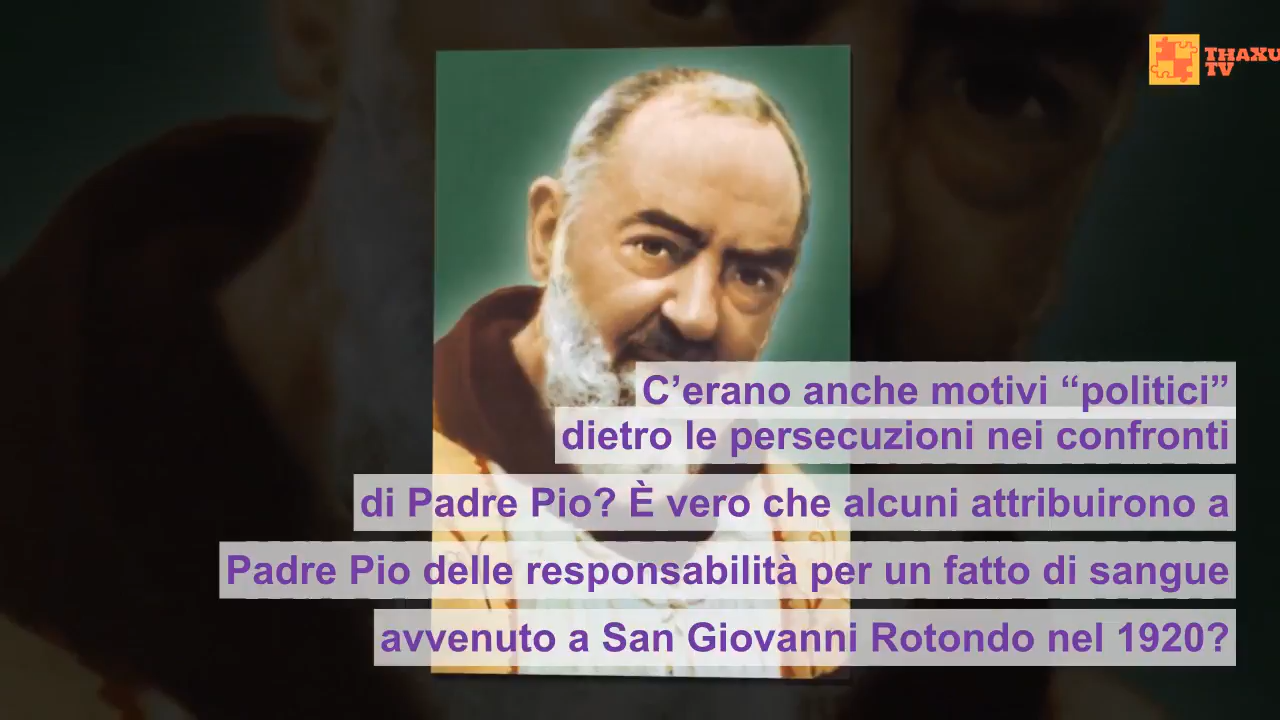 THAXU
TV
C’erano anche motivi “politici”
dietro le persecuzioni nei confronti
di Padre Pio? È vero che alcuni attribuirono a
Padre Pio delle responsabilità per un fatto di sangue
avvenuto a San Giovanni Rotondo nel 1920?